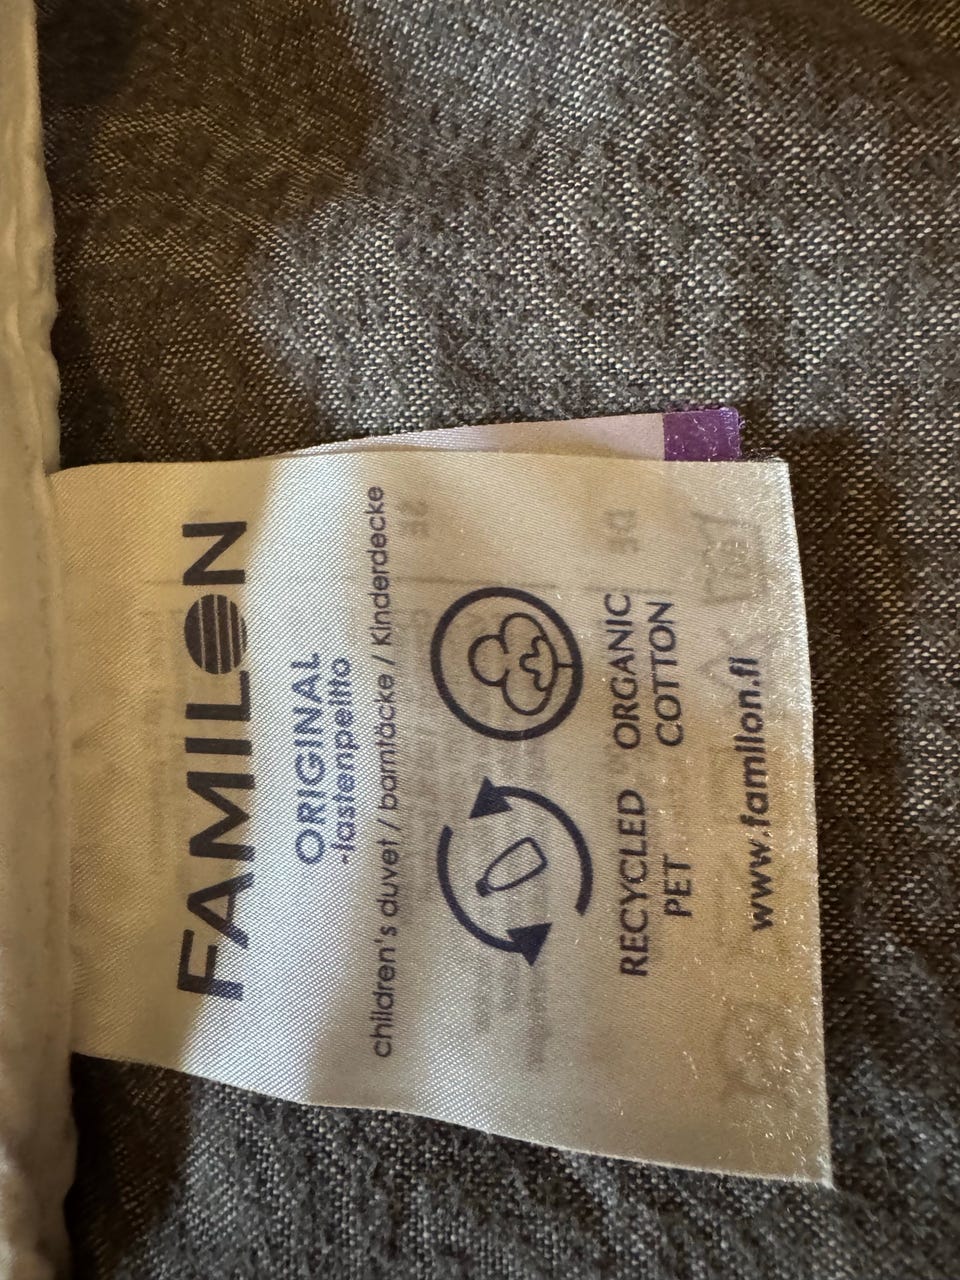 FAMILON
ORIGINAL
-lastenpeitto
children's duvet / barntäcke / Kinderdecke
RECYCLED PET
ORGANIC COTTON
www.familon.fi